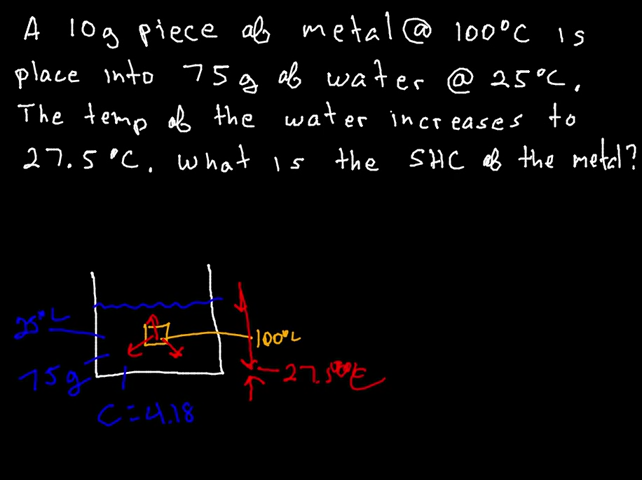 A 10g piece of metal @ 100°C is
place into 75g of water @ 25°C.
The temp of the water increases to
27.5°C. What is the SHC of the metal?
25°C
100°C
75g
27.5°C
C = 4.18